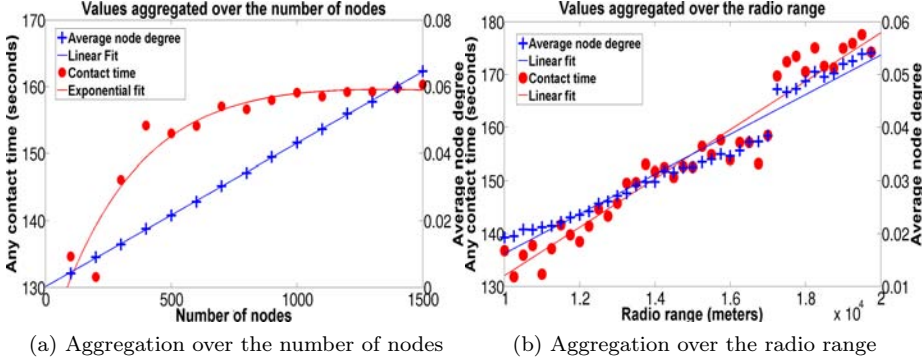 Values aggregated over the number of nodes
170
160
150
140
130
Any contact time (seconds)
Average node degree
Linear Fit
Contact time
Exponential fit
0.08
0.06
0.04
0.02
0
Average node degree
0
500
1000
1500
Number of nodes
(a) Aggregation over the number of nodes
Values aggregated over the radio range
180
170
160
150
140
130
Any contact time (seconds)
Average node degree
Linear fit
Contact time
Linear fit
0.06
0.05
0.04
0.03
0.02
0.01
Average node degree
1
1.2
1.4
1.6
1.8
2
x 10⁴
Radio range (meters)
(b) Aggregation over the radio range